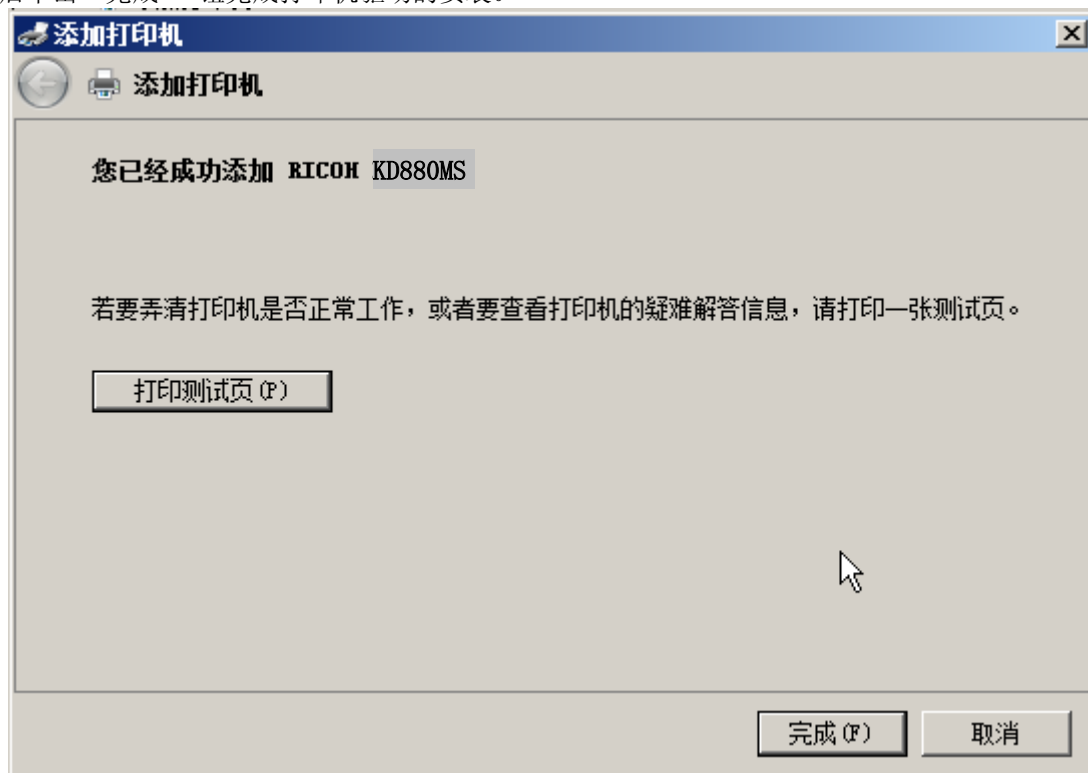 添加打印机
添加打印机
您已经成功添加 RICOH KD880MS
若要弄清打印机是否正常工作，或者要查看打印机的疑难解答信息，请打印一张测试页。
打印测试页(P)
完成(F) 取消